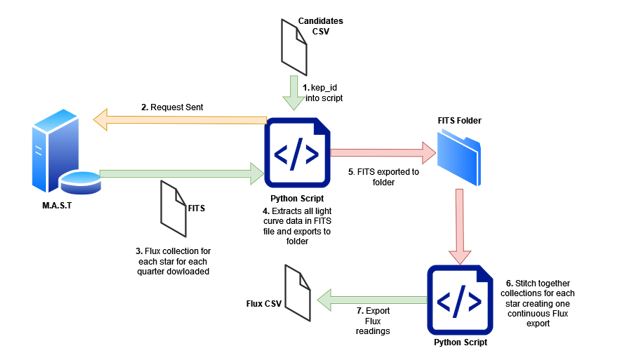 Candidates
CSV
1. kep_id
into script
2. Request Sent
FITS Folder
M.A.S.T
FITS
Python Script
5. FITS exported to
folder
4. Extracts all light
curve data in FITS
file and exports to
folder
3. Flux collection for
each star for each
quarter dowloaded
6. Stitch together
collections for each
star creating one
continuous Flux
export
Flux CSV
7. Export
Flux
readings
Python Script